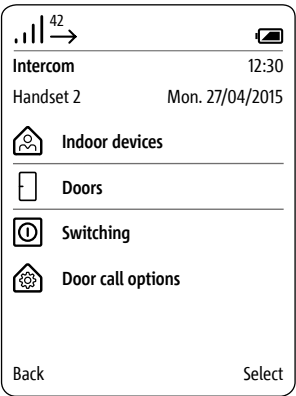 42
Intercom 12:30
Handset 2 Mon. 27/04/2015
Indoor devices
Doors
Switching
Door call options
Back Select